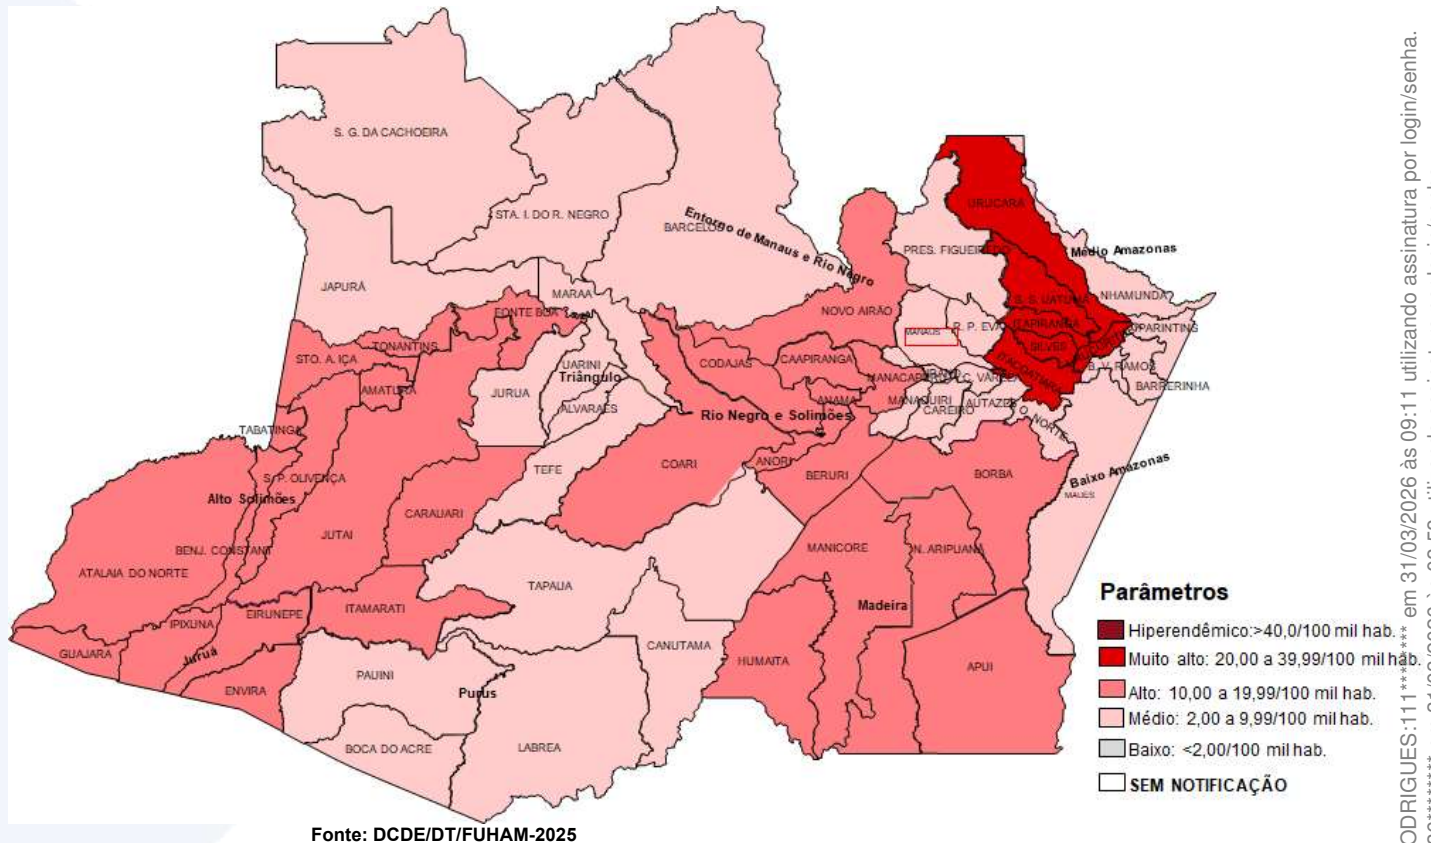 S. G. DA CACHOEIRA
STA. I. DO R. NEGRO
BARCELOS
Entorno de Manaus e Rio Negro
URUCARA
PRES. FIGUEIREDO
Médio Amazonas
JAPURÁ
MARAA
NHAMUNDA
S. S. UATUMA
FONTE BOA
NOVO AIRÃO
MANAUS
R. P. EVA
ITAPIRANGA
PARINTINS
TONANTINS
STO. A. IÇA
UARINI
CODAJAS
CAAPIRANGA
SILVES
Triângulo
MANACAPURU
C. VARZEA
ITACOATIARA
B. V. RAMOS
BARRERINHA
AMATURA
JURUA
ALVARAES
ANAMA
MANAQUIRI
AUTAZES
CAREIRO
Rio Negro e Solimões
O. NORTE
TABATINGA
TEFE
COARI
ANORI
BERURI
BORBA
Baixo Amazonas
MAUES
S. P. OLIVENÇA
Alto Solimões
CARAUARI
JUTAI
BENJ. CONSTANT
MANICORE
N. ARIPUANA
ATALAIA DO NORTE
TAPAUA
ITAMARATI
EIRUNEPE
IPIXUNA
Madeira
GUAJARA
Juruá
CANUTAMA
HUMAITA
APUI
PAUINI
ENVIRA
Purus
BOCA DO ACRE
LABREA
Parâmetros
Hiperendêmico:>40,0/100 mil hab.
Muito alto: 20,00 a 39,99/100 mil hab.
Alto: 10,00 a 19,99/100 mil hab.
Médio: 2,00 a 9,99/100 mil hab.
Baixo: <2,00/100 mil hab.
SEM NOTIFICAÇÃO
Fonte: DCDE/DT/FUHAM-2025
ODRIGUES:111******** em 31/03/2026 às 09:11 utilizando assinatura por login/senha.